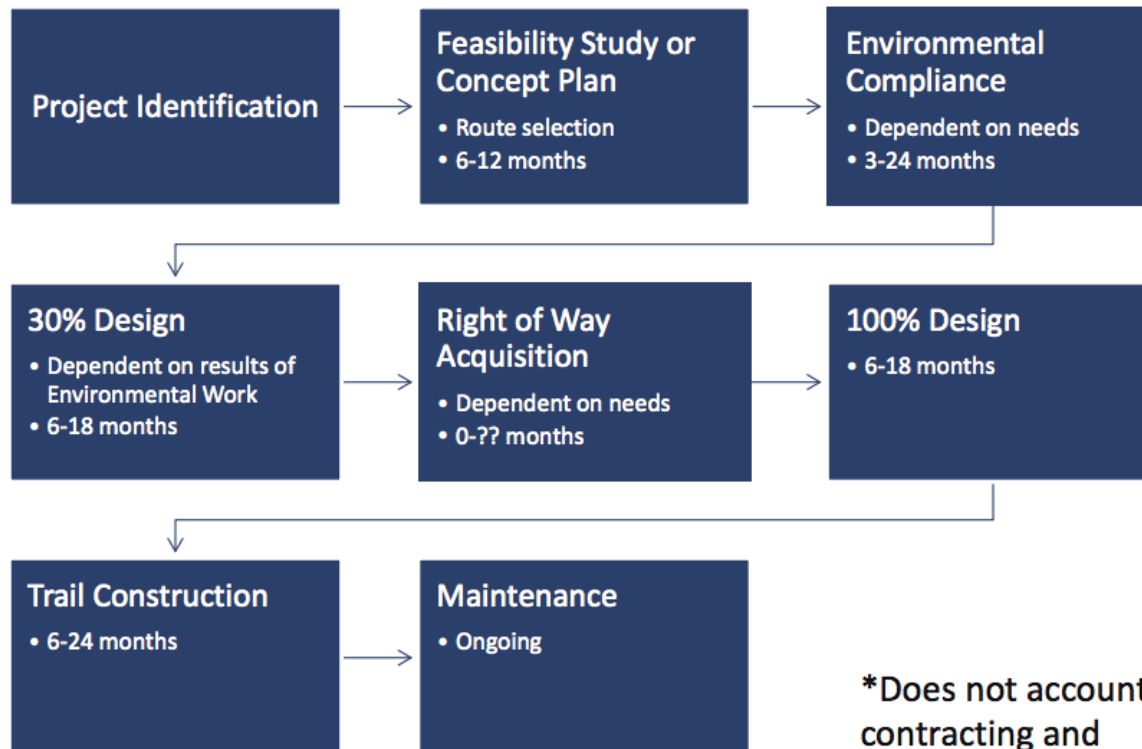 Project Identification
Feasibility Study or
Concept Plan
• Route selection
• 6-12 months
Environmental
Compliance
• Dependent on needs
• 3-24 months
30% Design
• Dependent on results of
Environmental Work
• 6-18 months
Right of Way
Acquisition
• Dependent on needs
• 0-?? months
100% Design
• 6-18 months
Trail Construction
• 6-24 months
Maintenance
• Ongoing
*Does not account
contracting and